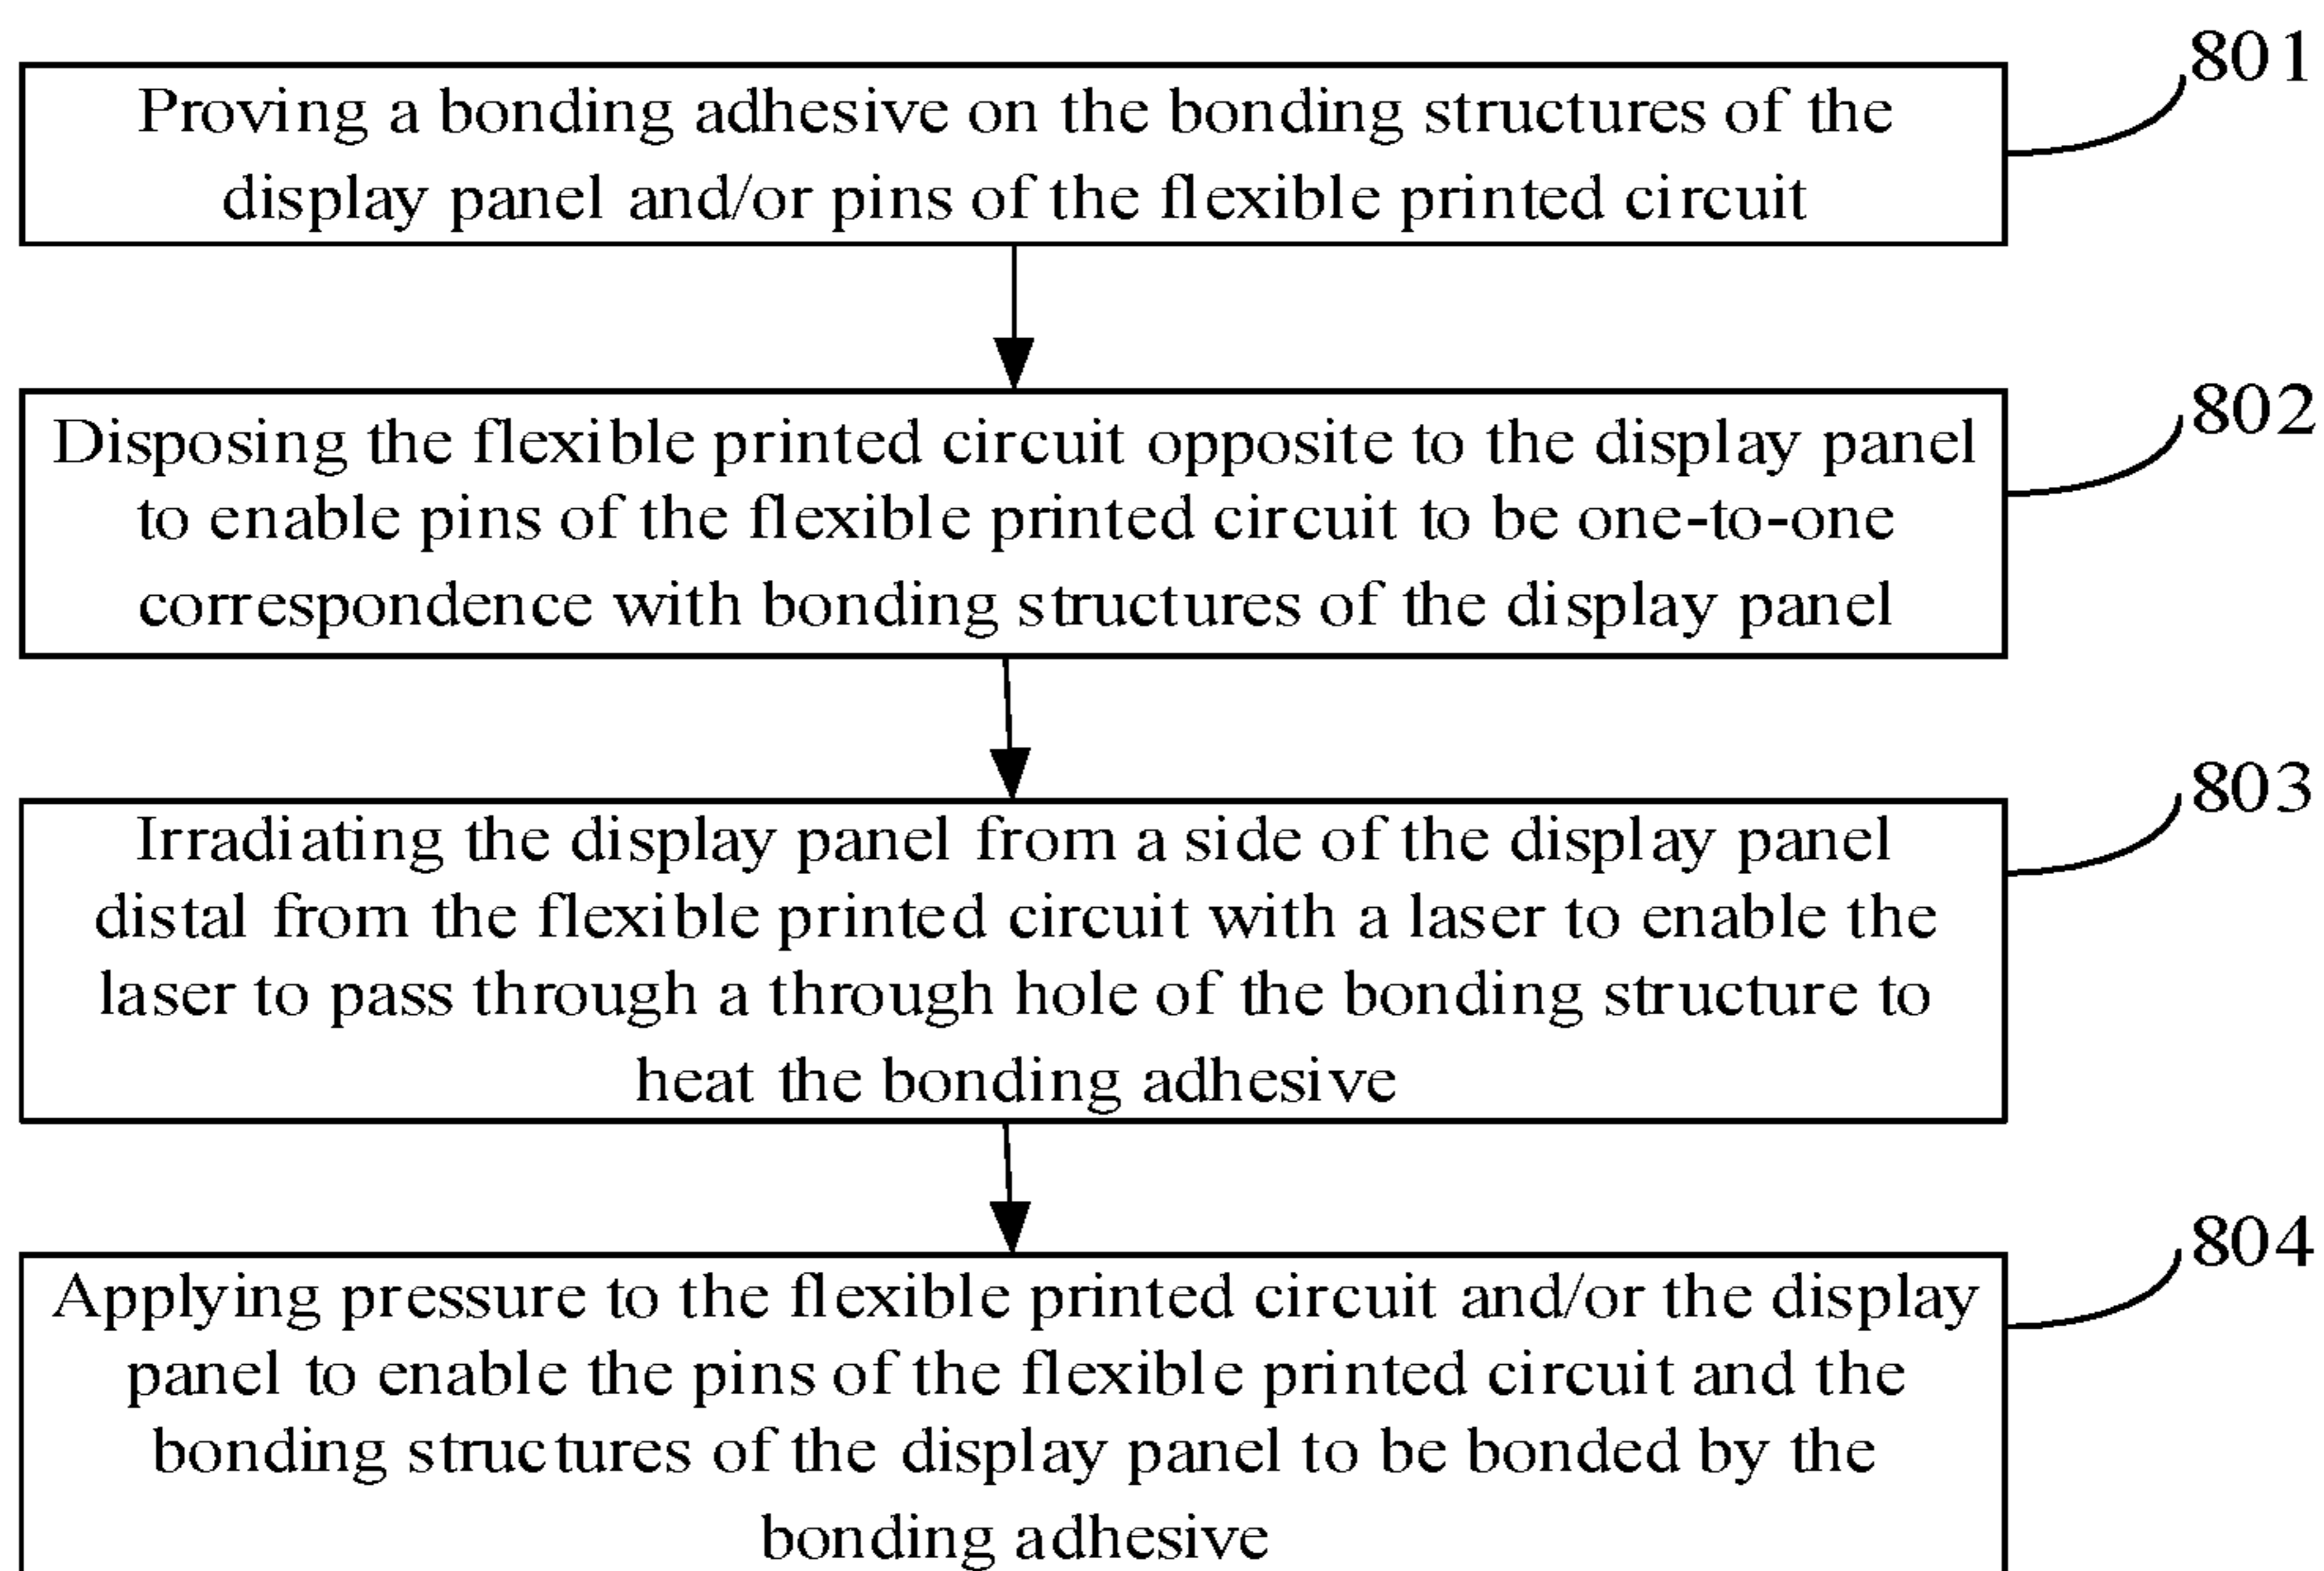 801
Proving a bonding adhesive on the bonding structures of the
display panel and/or pins of the flexible printed circuit
802
Disposing the flexible printed circuit opposite to the display panel
to enable pins of the flexible printed circuit to be one-to-one
correspondence with bonding structures of the display panel
803
Irradiating the display panel from a side of the display panel
distal from the flexible printed circuit with a laser to enable the
laser to pass through a through hole of the bonding structure to
heat the bonding adhesive
804
Applying pressure to the flexible printed circuit and/or the display
panel to enable the pins of the flexible printed circuit and the
bonding structures of the display panel to be bonded by the
bonding adhesive